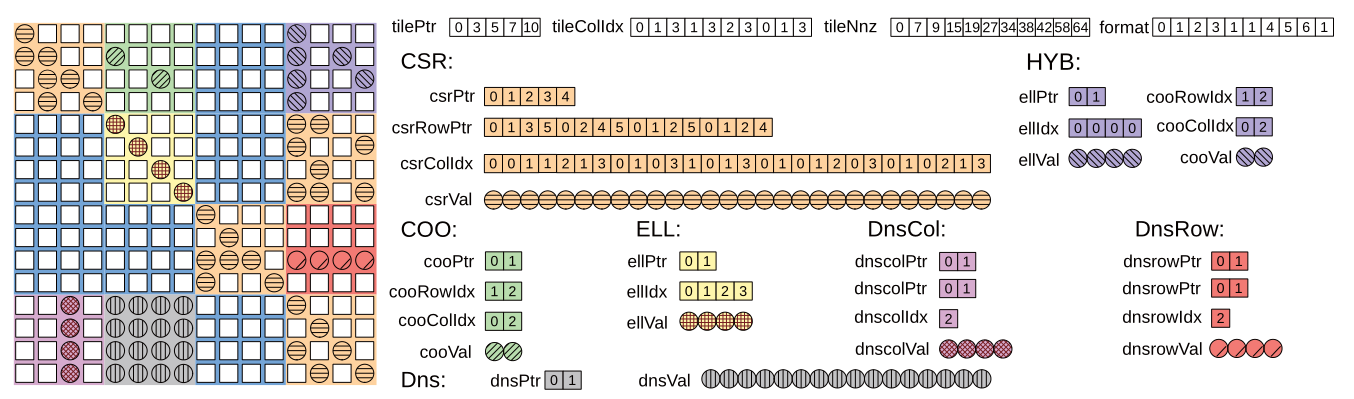 tilePtr 0 3 5 7 10 tileColIdx 0 1 3 1 3 2 3 0 1 3 tileNnz 0 7 9 15 19 27 34 38 42 58 64 format 0 1 2 3 1 1 4 5 6 1
CSR:
csrPtr 0 1 2 3 4
csrRowPtr 0 1 3 5 0 2 4 5 0 1 2 5 0 1 2 4
csrColIdx 0 0 1 1 2 1 3 0 1 0 3 1 0 1 3 0 1 0 1 2 0 3 0 1 0 2 1 3
csrVal
HYB:
ellPtr 0 1 cooRowIdx 1 2
ellIdx 0 0 0 0 cooColIdx 0 2
ellVal cooVal
COO:
cooPtr 0 1
cooRowIdx 1 2
cooColIdx 0 2
cooVal
ELL:
ellPtr 0 1
ellIdx 0 1 2 3
ellVal
DnsCol:
dnscolPtr 0 1
dnscolPtr 0 1
dnscolIdx 2
dnscolVal
DnsRow:
dnsrowPtr 0 1
dnsrowPtr 0 1
dnsrowIdx 2
dnsrowVal
Dns: dnsPtr 0 1 dnsVal